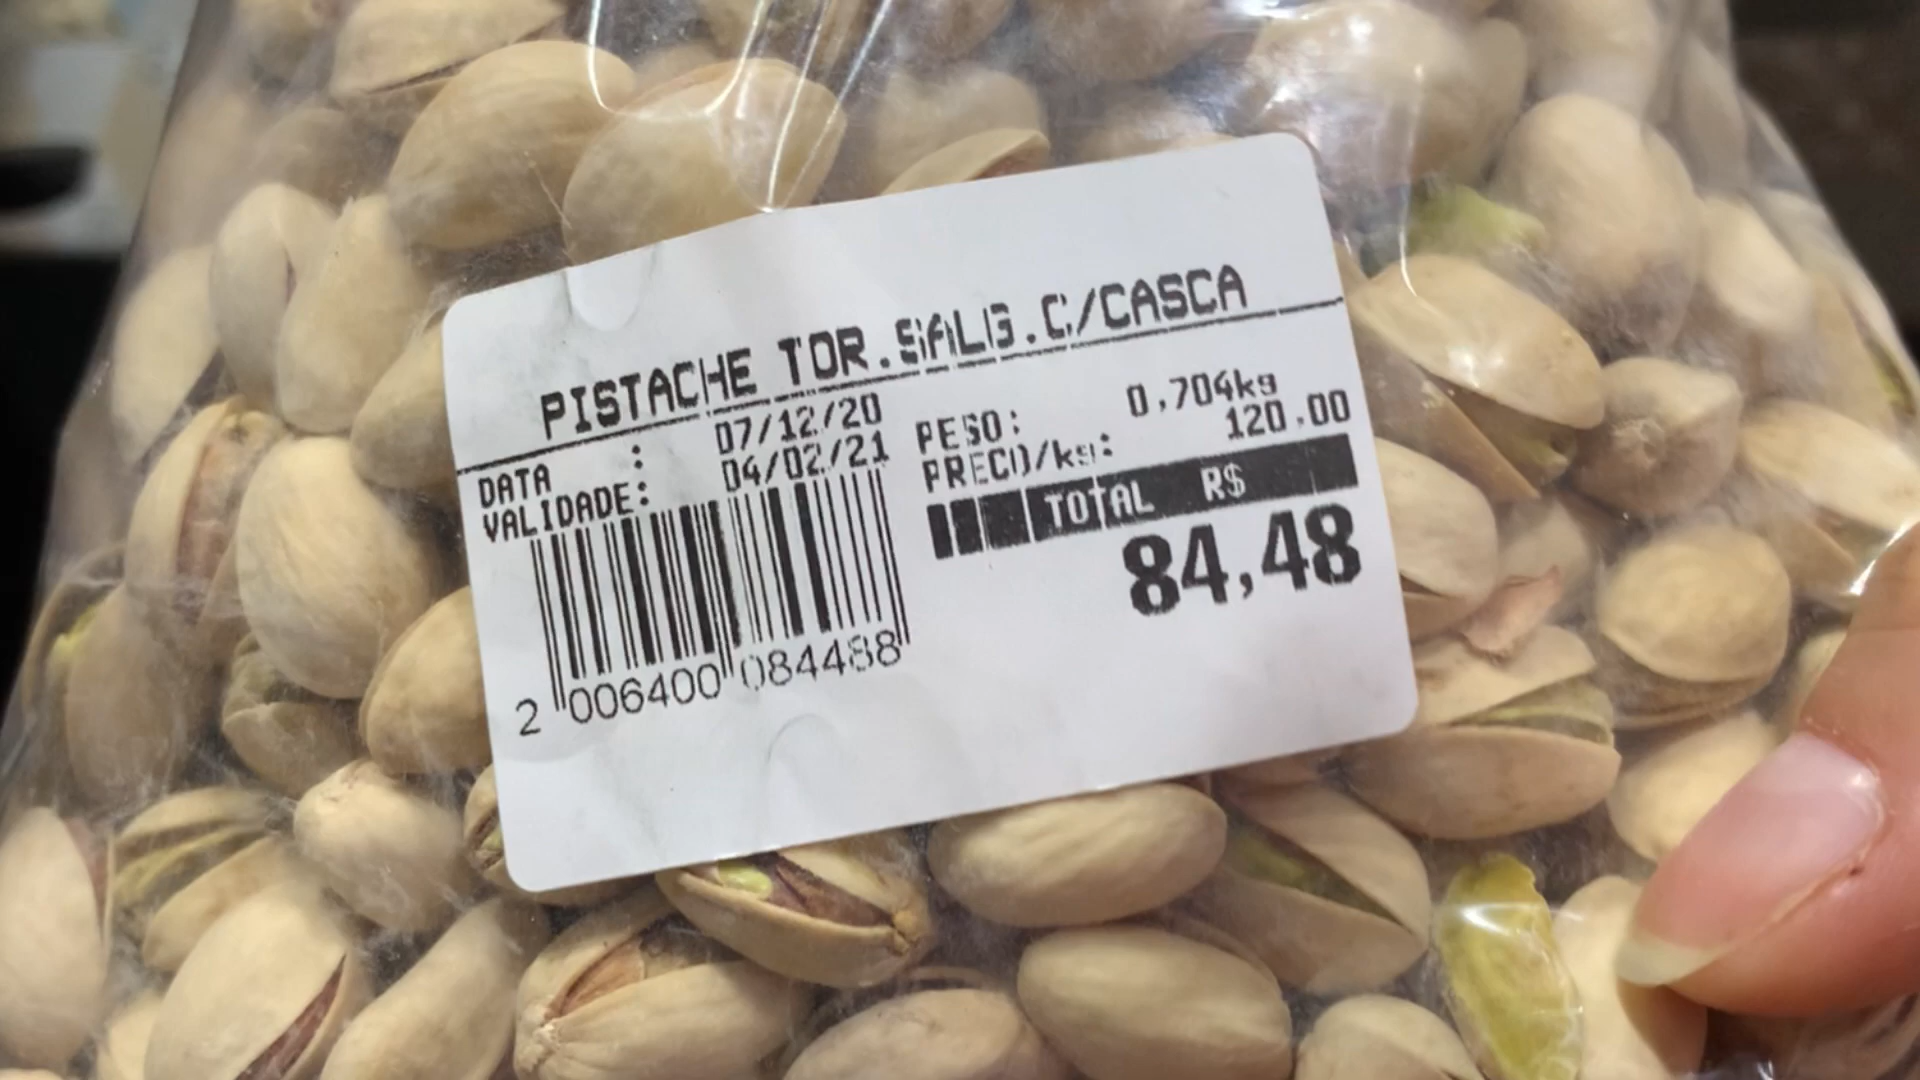 PISTACHE TOR.SALG.C/CASCA
DATA : 07/12/20
VALIDADE: 04/02/21
PESO: 0,704kg
PRECO/kg: 120.00
TOTAL R$
84,48
2 006400 084488